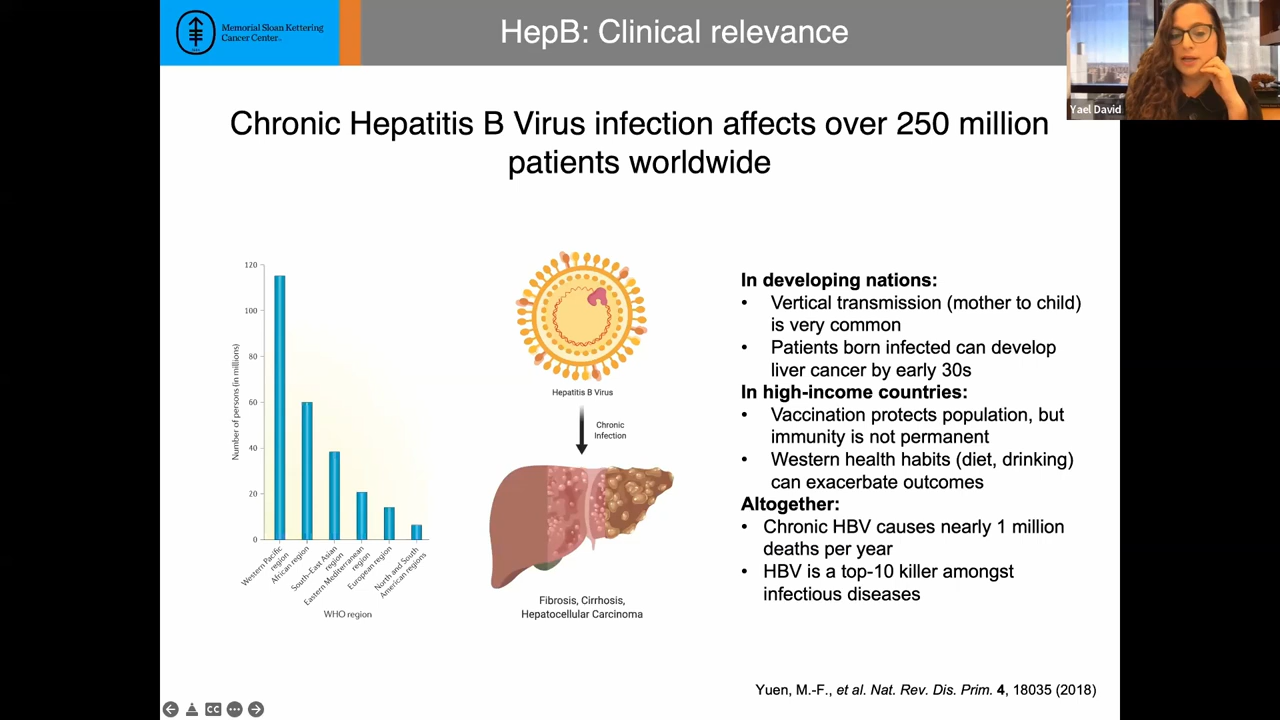 Memorial Sloan Kettering
Cancer Center
HepB: Clinical relevance
Yael David
Chronic Hepatitis B Virus infection affects over 250 million
patients worldwide
120
100
80
60
40
20
0
Number of persons (in millions)
Western Pacific
region
African region
South-East Asian
region
Eastern Mediterranean
region
European region
North and South
American regions
WHO region
Hepatitis B Virus
Chronic
Infection
Fibrosis, Cirrhosis,
Hepatocellular Carcinoma
In developing nations:
• Vertical transmission (mother to child)
is very common
• Patients born infected can develop
liver cancer by early 30s
In high-income countries:
• Vaccination protects population, but
immunity is not permanent
• Western health habits (diet, drinking)
can exacerbate outcomes
Altogether:
• Chronic HBV causes nearly 1 million
deaths per year
• HBV is a top-10 killer amongst
infectious diseases
Yuen, M.-F., et al. Nat. Rev. Dis. Prim. 4, 18035 (2018)
CC